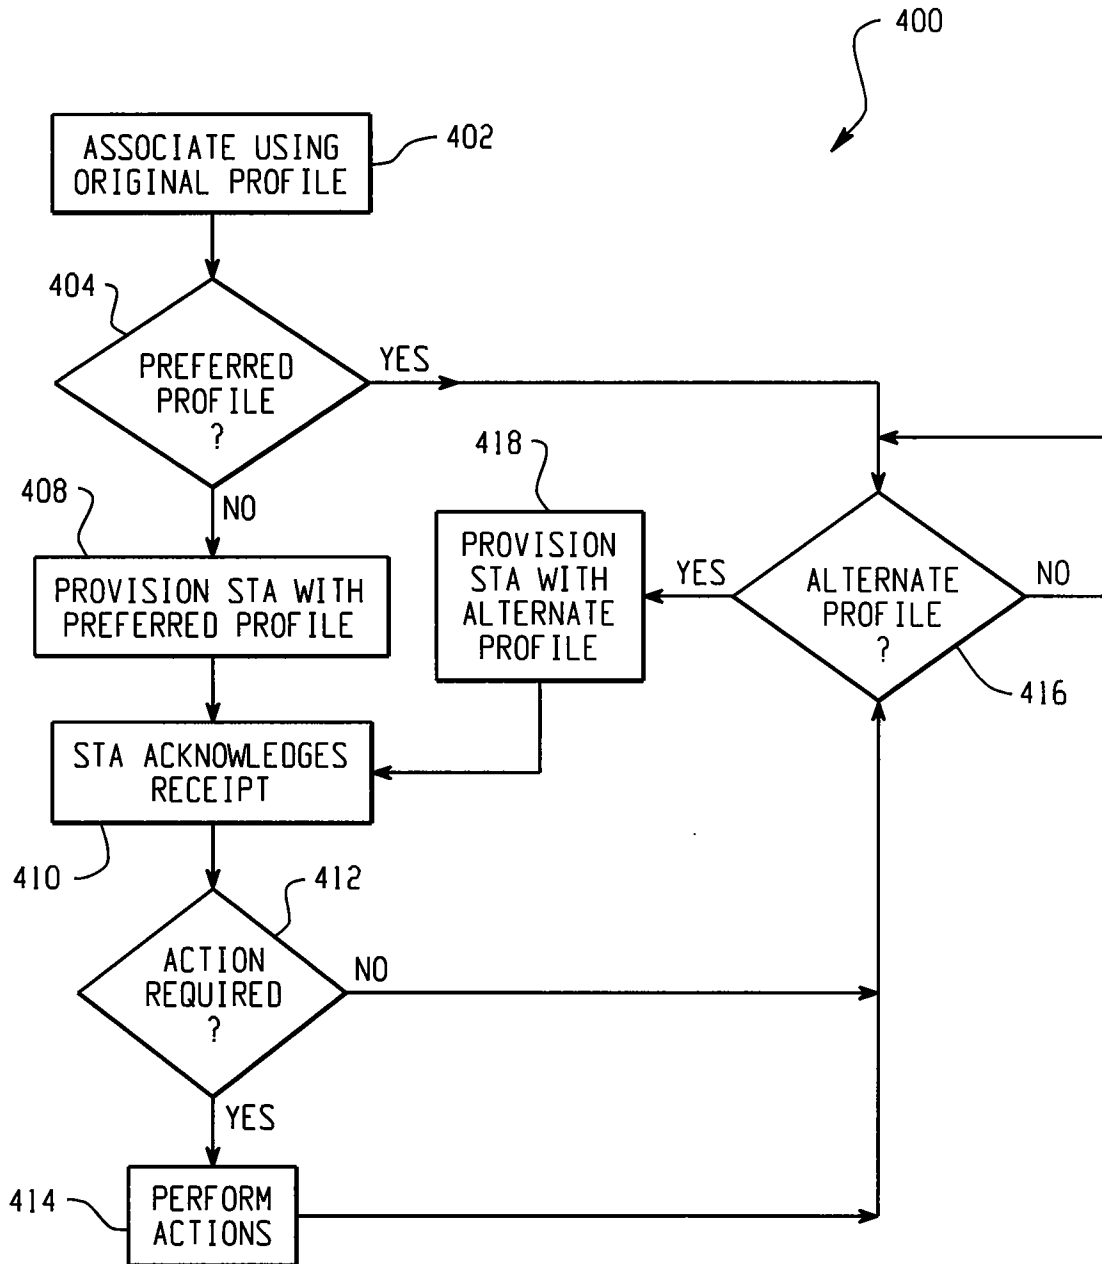 400
ASSOCIATE USING
ORIGINAL PROFILE
402
404
PREFERRED
PROFILE
?
YES
NO
408
PROVISION STA WITH
PREFERRED PROFILE
418
PROVISION
STA WITH
ALTERNATE
PROFILE
YES
ALTERNATE
PROFILE
?
NO
416
STA ACKNOWLEDGES
RECEIPT
410
412
ACTION
REQUIRED
?
NO
YES
414
PERFORM
ACTIONS